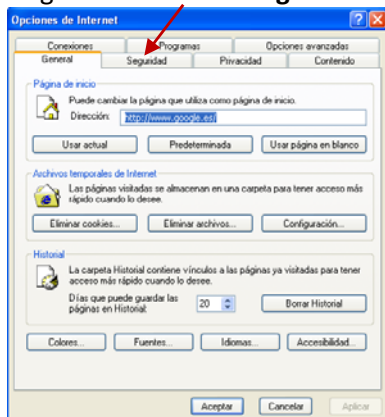 Opciones de Internet
Conexiones Programas Opciones avanzadas
General Seguridad Privacidad Contenido
Página de inicio
Puede cambiar la página que utiliza como página de inicio.
Dirección: http://www.google.es/
Usar actual Predeterminada Usar página en blanco
Archivos temporales de Internet
Las páginas visitadas se almacenan en una carpeta para tener acceso más
rápido cuando lo desee.
Eliminar cookies... Eliminar archivos... Configuración...
Historial
La carpeta Historial contiene vínculos a las páginas ya visitadas para tener
acceso más rápido cuando lo desee.
Días que puede guardar las
páginas en Historial: 20 Borrar Historial
Colores... Fuentes... Idiomas... Accesibilidad...
Aceptar Cancelar Aplicar